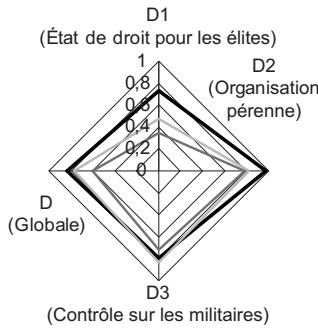 D1
(État de droit pour les élites)
1
0,8
0,6
0,4
0,2
0
D2
(Organisation
pérenne)
D
(Globale)
D3
(Contrôle sur les militaires)